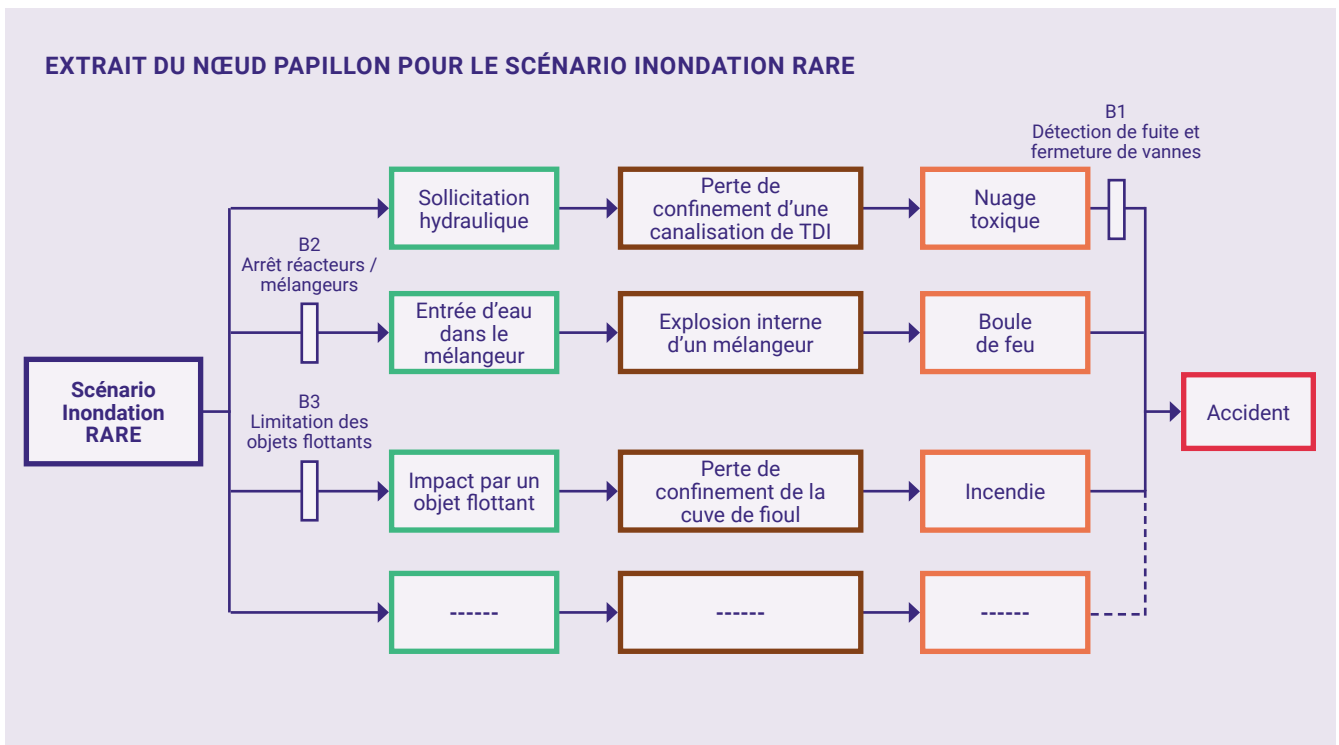 EXTRAIT DU NŒUD PAPILLON POUR LE SCÉNARIO INONDATION RARE
B1
Détection de fuite et
fermeture de vannes
Sollicitation
hydraulique
Perte de
confinement d’une
canalisation de TDI
Nuage
toxique
B2
Arrêt réacteurs /
mélangeurs
Entrée d’eau
dans le
mélangeur
Explosion interne
d’un mélangeur
Boule
de feu
Scénario
Inondation
RARE
B3
Limitation des
objets flottants
Accident
Impact par un
objet flottant
Perte de
confinement de la
cuve de fioul
Incendie
------
------
------